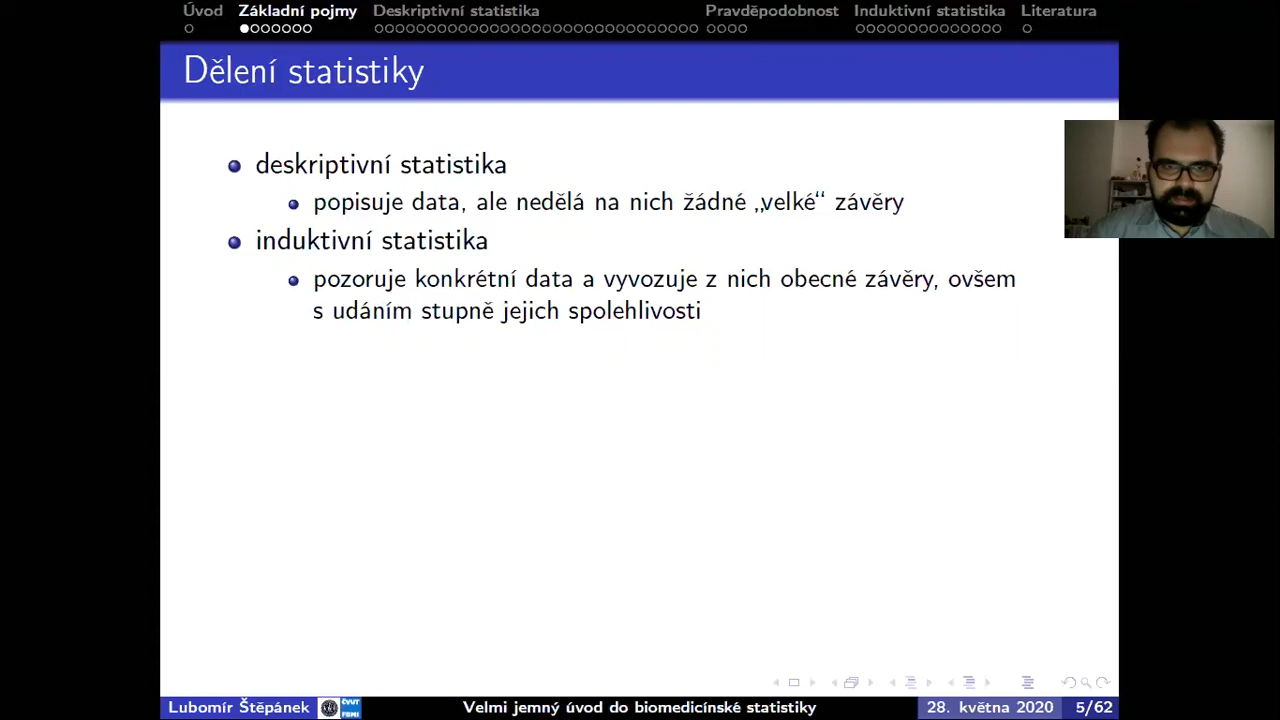 Úvod Základní pojmy Deskriptivní statistika Pravděpodobnost Induktivní statistika Literatura
Dělení statistiky
deskriptivní statistika
popisuje data, ale nedělá na nich žádné „velké“ závěry
induktivní statistika
pozoruje konkrétní data a vyvozuje z nich obecné závěry, ovšem
s udáním stupně jejich spolehlivosti
Lubomír Štěpánek ČVUT FBMI Velmi jemný úvod do biomedicínské statistiky 28. května 2020 5/62